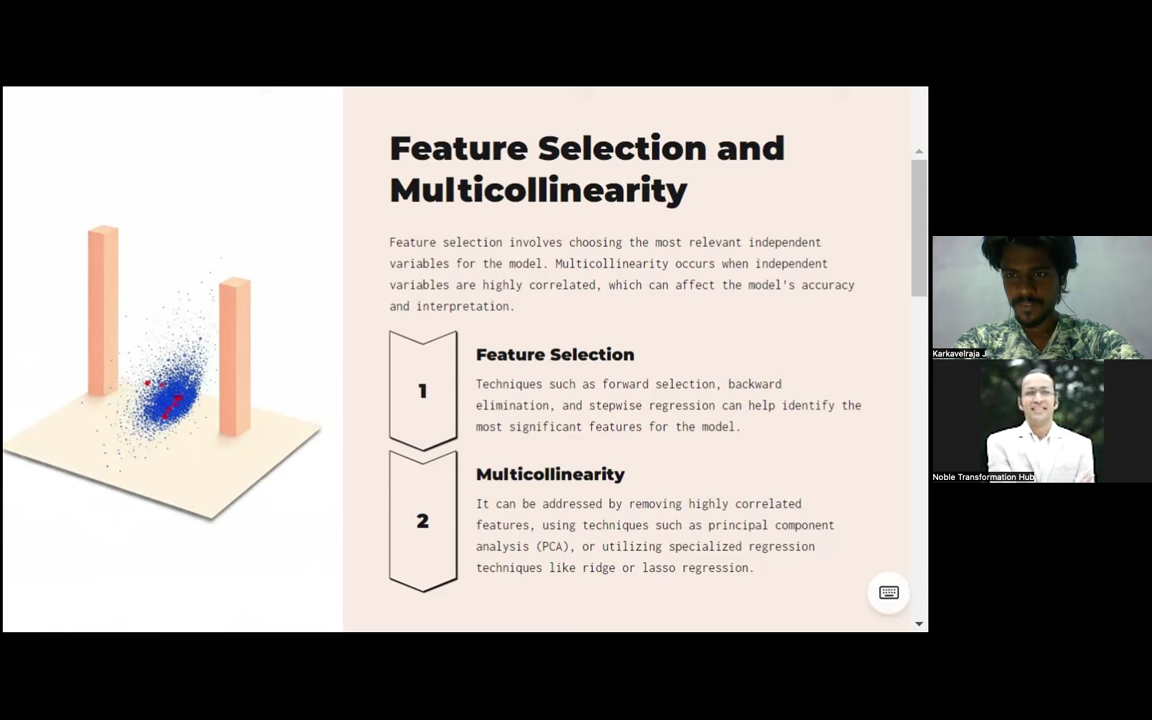 Feature Selection and
Multicollinearity
Feature selection involves choosing the most relevant independent
variables for the model. Multicollinearity occurs when independent
variables are highly correlated, which can affect the model's accuracy
and interpretation.
1
Feature Selection
Techniques such as forward selection, backward
elimination, and stepwise regression can help identify the
most significant features for the model.
2
Multicollinearity
It can be addressed by removing highly correlated
features, using techniques such as principal component
analysis (PCA), or utilizing specialized regression
techniques like ridge or lasso regression.
Karkavelraja J
Noble Transformation Hub